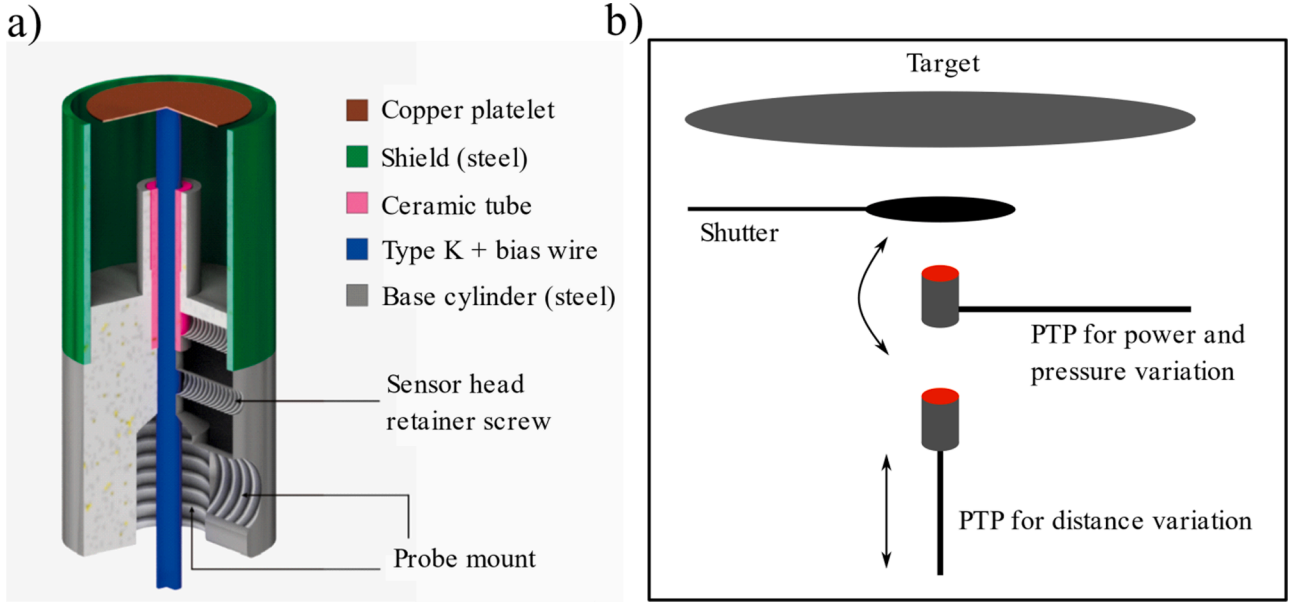 a)
Copper platelet
Shield (steel)
Ceramic tube
Type K + bias wire
Base cylinder (steel)
Sensor head
retainer screw
Probe mount
b)
Target
Shutter
PTP for power and
pressure variation
PTP for distance variation